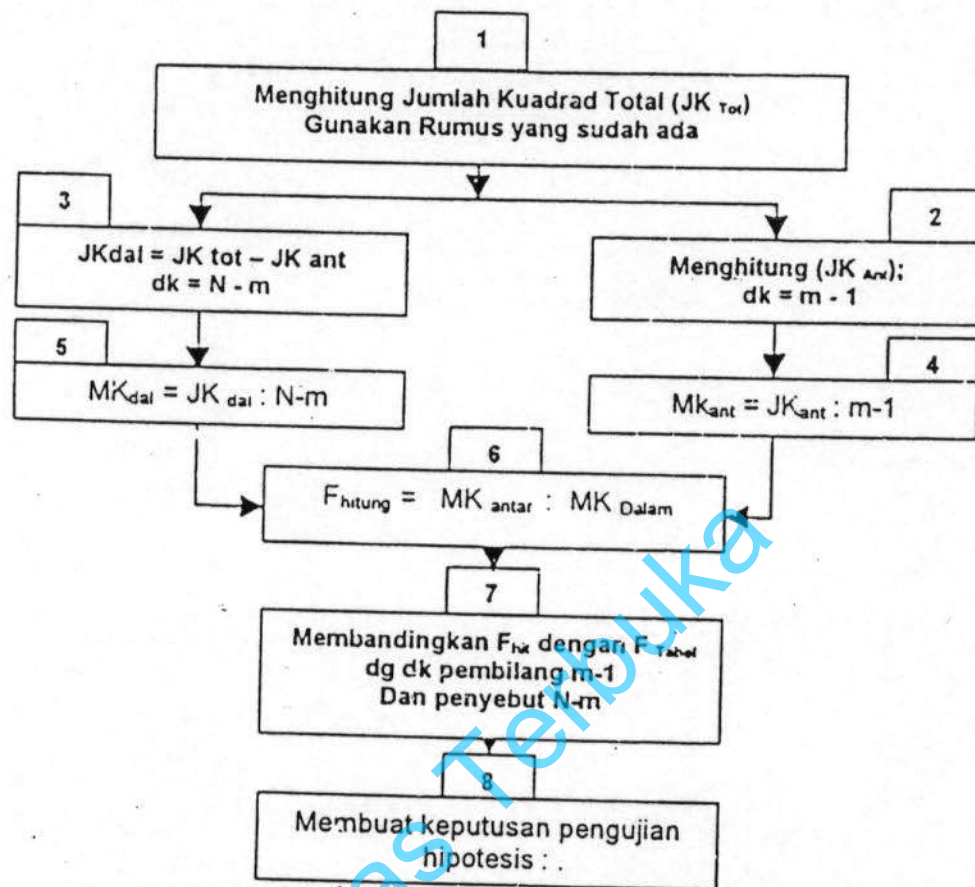 1
Menghitung Jumlah Kuadrad Total (JK Tot)
Gunakan Rumus yang sudah ada
3
JKdal = JK tot – JK ant
dk = N - m
2
Menghitung (JK Ant);
dk = m - 1
5
MKdal = JK dal : N-m
4
Mkant = JKant : m-1
6
Fhitung = MK antar : MK Dalam
7
Membandingkan Fhit dengan F Tabel
dg dk pembilang m-1
Dan penyebut N-m
8
Membuat keputusan pengujian
hipotesis : .
as Terbuka